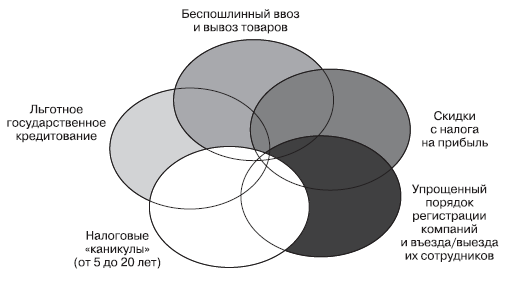 Беспошлинный ввоз
и вывоз товаров
Льготное
государственное
кредитование
Скидки
с налога
на прибыль
Упрощенный
порядок
регистрации
компаний
и въезда/выезда
их сотрудников
Налоговые
«каникулы»
(от 5 до 20 лет)